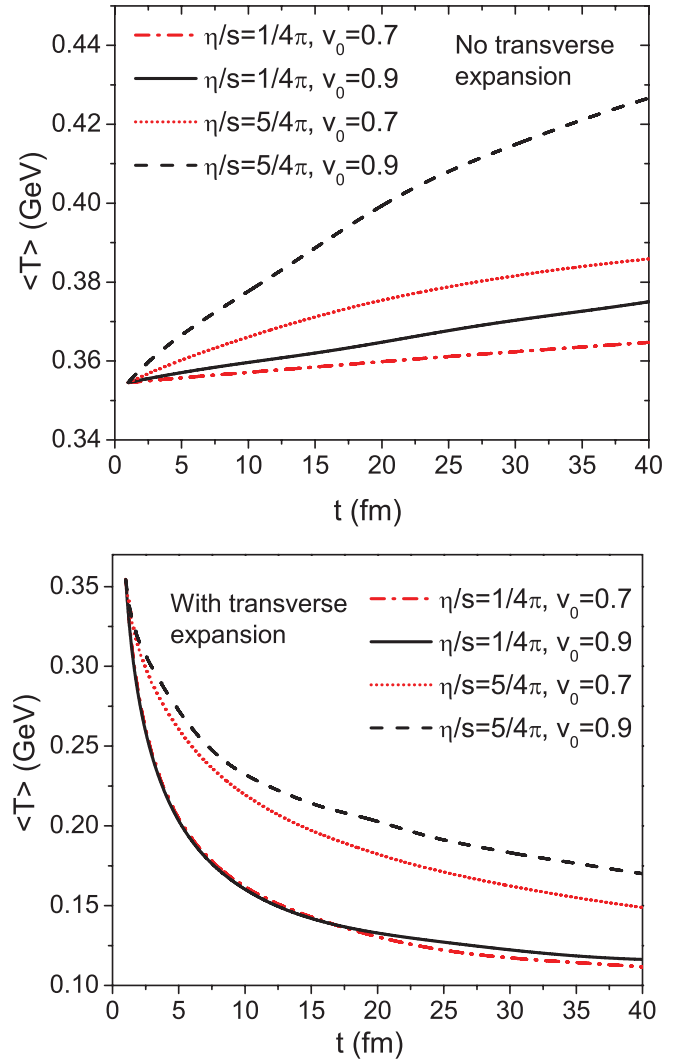 0.44
0.42
0.40
0.38
0.36
0.34
<T> (GeV)
η/s=1/4π, v₀=0.7
η/s=1/4π, v₀=0.9
η/s=5/4π, v₀=0.7
η/s=5/4π, v₀=0.9
No transverse
expansion
0 5 10 15 20 25 30 35 40
t (fm)
0.35
0.30
0.25
0.20
0.15
0.10
<T> (GeV)
With transverse
expansion
η/s=1/4π, v₀=0.7
η/s=1/4π, v₀=0.9
η/s=5/4π, v₀=0.7
η/s=5/4π, v₀=0.9
0 5 10 15 20 25 30 35 40
t (fm)